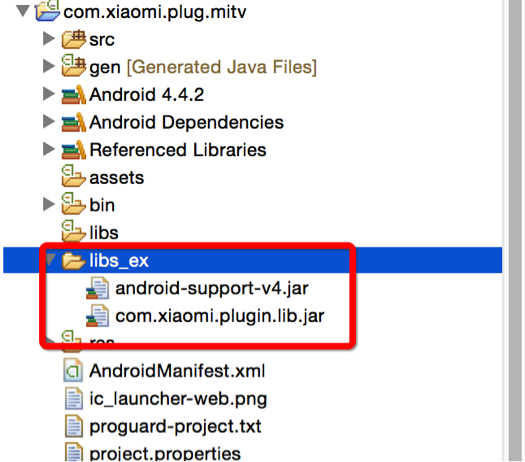 com.xiaomi.plug.mitv
src
gen [Generated Java Files]
Android 4.4.2
Android Dependencies
Referenced Libraries
assets
bin
libs
libs_ex
android-support-v4.jar
com.xiaomi.plugin.lib.jar
res
AndroidManifest.xml
ic_launcher-web.png
proguard-project.txt
project.properties